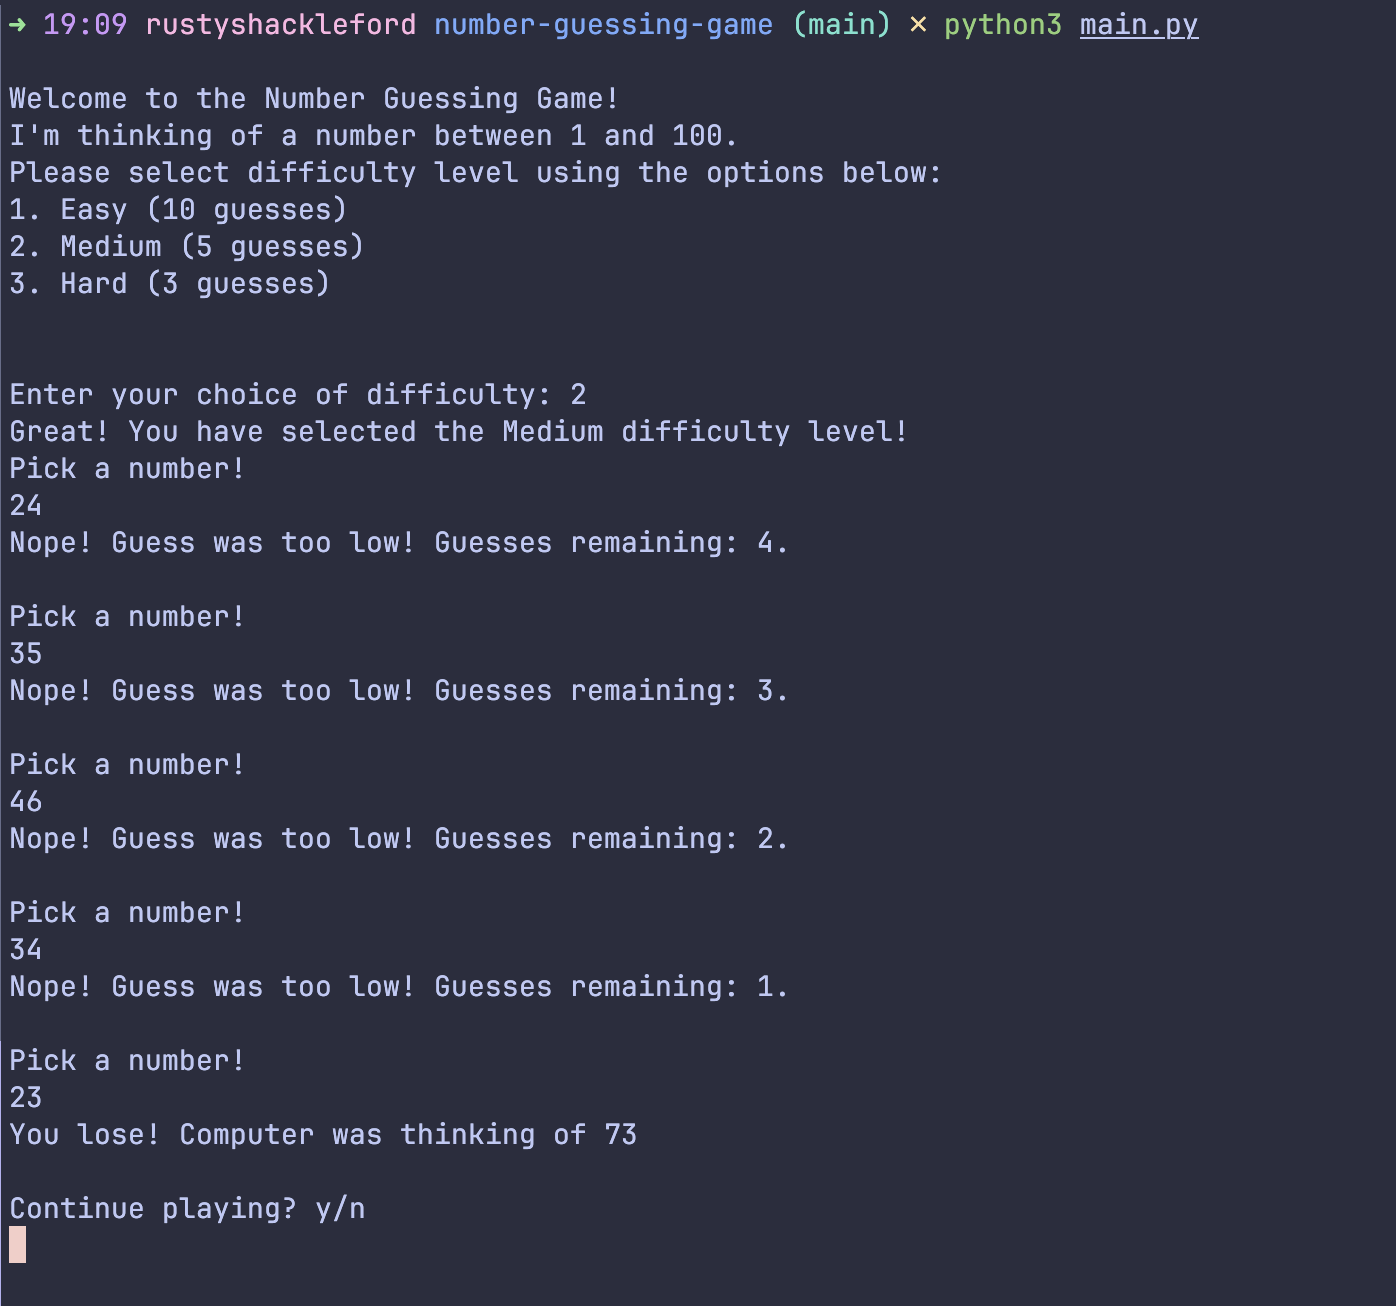 → 19:09 rustyshackleford number-guessing-game (main) × python3 main.py
Welcome to the Number Guessing Game!
I'm thinking of a number between 1 and 100.
Please select difficulty level using the options below:
1. Easy (10 guesses)
2. Medium (5 guesses)
3. Hard (3 guesses)
Enter your choice of difficulty: 2
Great! You have selected the Medium difficulty level!
Pick a number!
24
Nope! Guess was too low! Guesses remaining: 4.
Pick a number!
35
Nope! Guess was too low! Guesses remaining: 3.
Pick a number!
46
Nope! Guess was too low! Guesses remaining: 2.
Pick a number!
34
Nope! Guess was too low! Guesses remaining: 1.
Pick a number!
23
You lose! Computer was thinking of 73
Continue playing? y/n